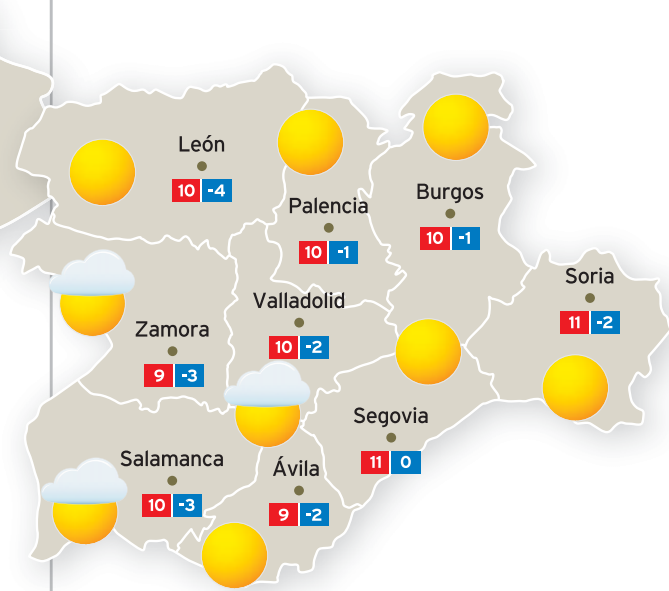 León
10 -4
Palencia
10 -1
Burgos
10 -1
Soria
11 -2
Valladolid
10 -2
Zamora
9 -3
Segovia
11 0
Salamanca
10 -3
Ávila
9 -2